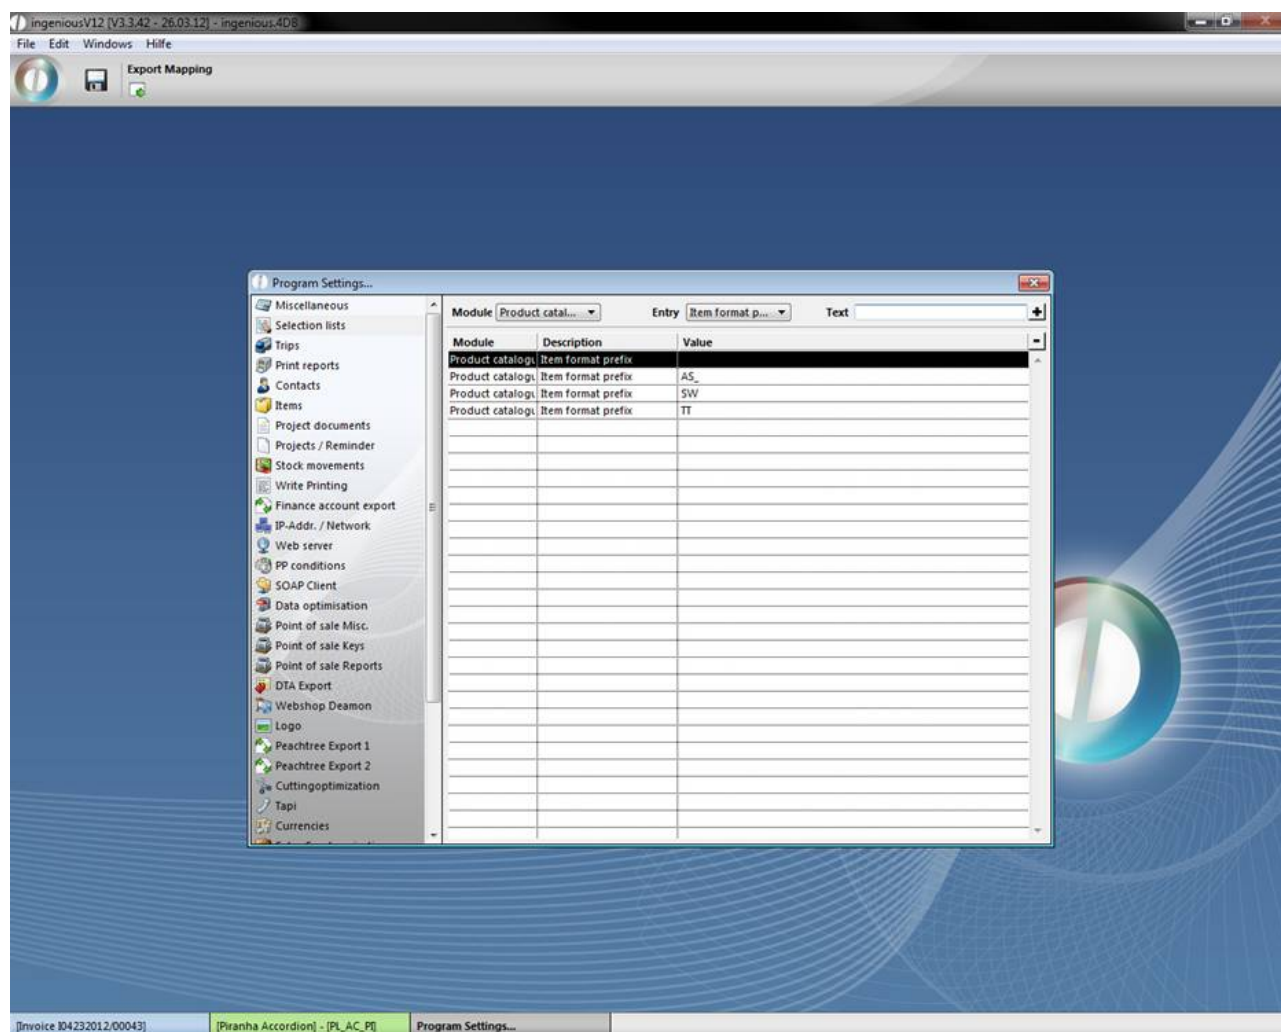 ingeniousV12 [V3.3.42 - 26.03.12] - ingenious.4DB
File Edit Windows Hilfe
Export Mapping
Program Settings...
Miscellaneous
Selection lists
Trips
Print reports
Contacts
Items
Project documents
Projects / Reminder
Stock movements
Write Printing
Finance account export
IP-Addr. / Network
Web server
PP conditions
SOAP Client
Data optimisation
Point of sale Misc.
Point of sale Keys
Point of sale Reports
DTA Export
Webshop Deamon
Logo
Peachtree Export 1
Peachtree Export 2
Cuttingoptimization
Tapi
Currencies
Module Product catal... Entry Item format p... Text
Module Description Value
Product catalogu Item format prefix
Product catalogu Item format prefix AS_
Product catalogu Item format prefix SW
Product catalogu Item format prefix TT
[Invoice I04232012/00043] [Piranha Accordion] - [PL_AC_PI] Program Settings...